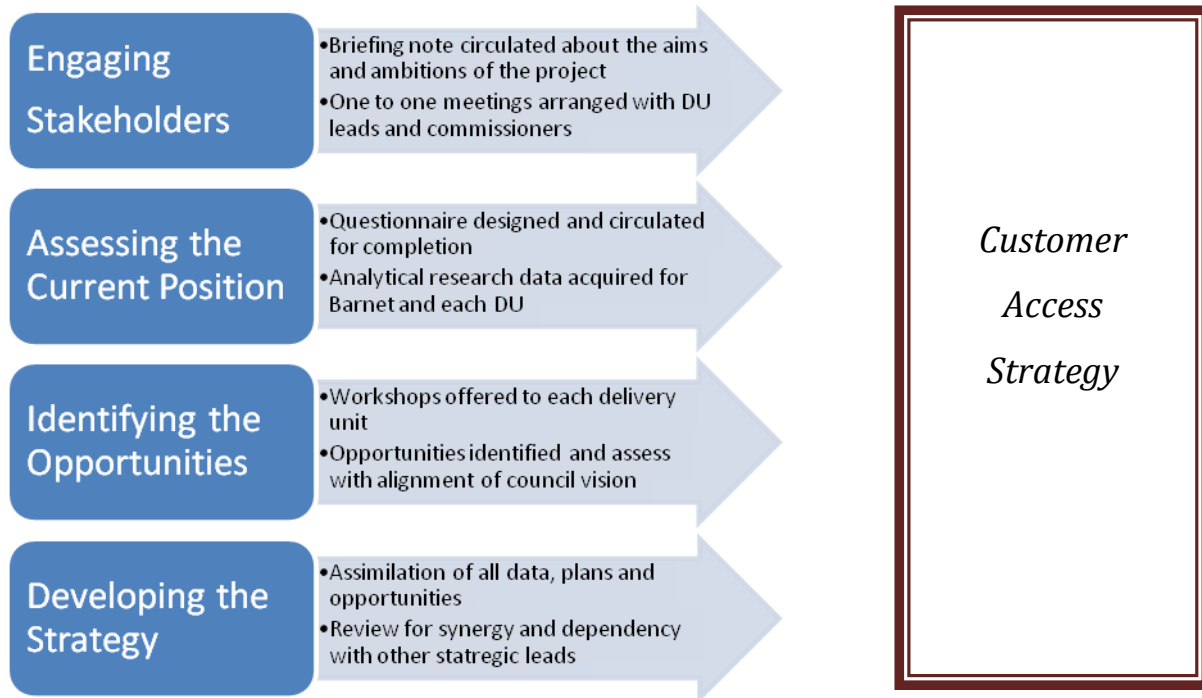 Engaging
Stakeholders
•Briefing note circulated about the aims
and ambitions of the project
•One to one meetings arranged with DU
leads and commissioners
Assessing the
Current Position
•Questionnaire designed and circulated
for completion
•Analytical research data acquired for
Barnet and each DU
Identifying the
Opportunities
•Workshops offered to each delivery
unit
•Opportunities identified and assess
with alignment of council vision
Developing the
Strategy
•Assimilation of all data, plans and
opportunities
•Review for synergy and dependency
with other statregic leads
Customer
Access
Strategy